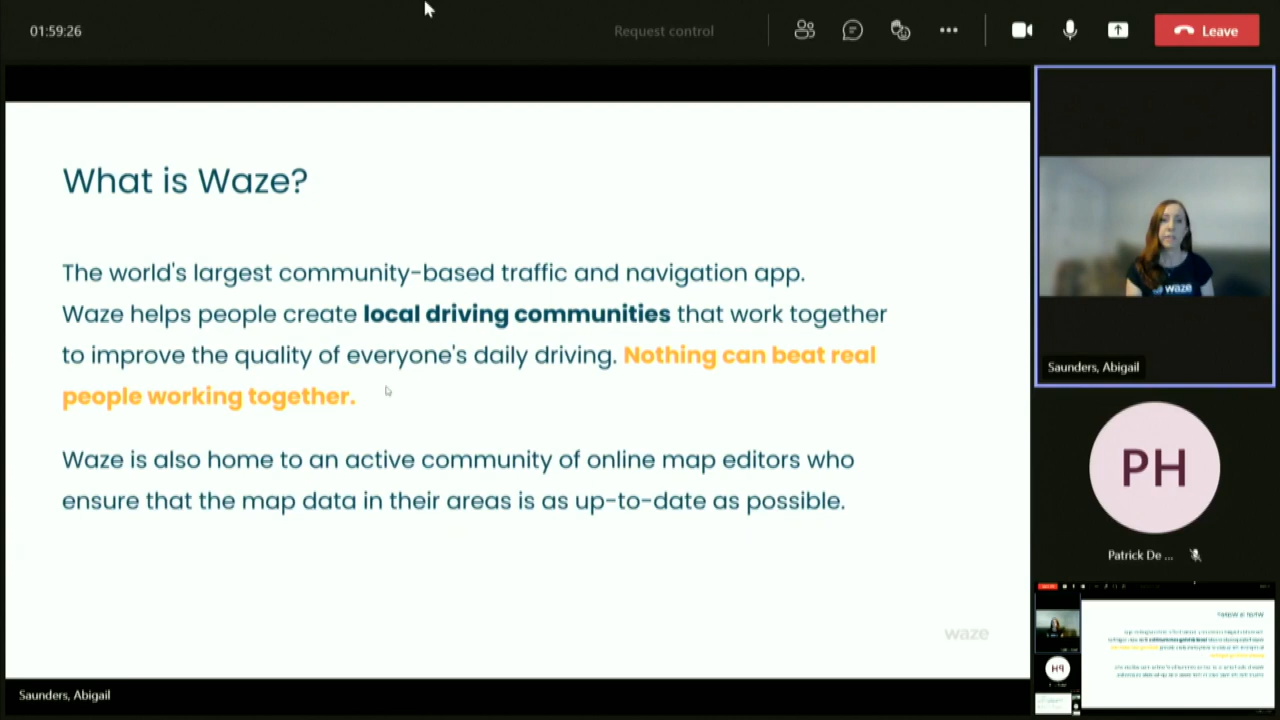 01:59:26
Request control
Leave
What is Waze?
The world's largest community-based traffic and navigation app.
Waze helps people create local driving communities that work together
to improve the quality of everyone's daily driving. Nothing can beat real
people working together.
Waze is also home to an active community of online map editors who
ensure that the map data in their areas is as up-to-date as possible.
waze
Saunders, Abigail
waze
Saunders, Abigail
PH
Patrick De ...